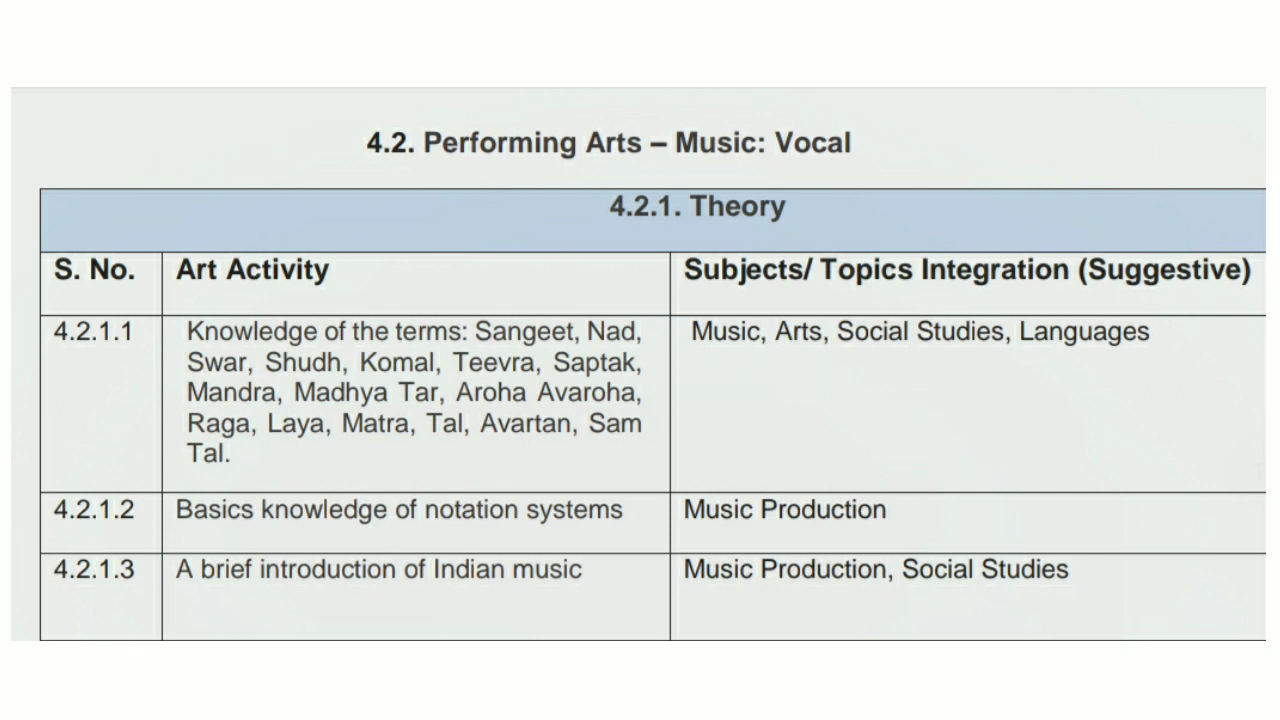 4.2. Performing Arts – Music: Vocal
4.2.1. Theory
S. No. Art Activity Subjects/ Topics Integration (Suggestive)
4.2.1.1 Knowledge of the terms: Sangeet, Nad, Music, Arts, Social Studies, Languages
Swar, Shudh, Komal, Teevra, Saptak,
Mandra, Madhya Tar, Aroha Avaroha,
Raga, Laya, Matra, Tal, Avartan, Sam
Tal.
4.2.1.2 Basics knowledge of notation systems Music Production
4.2.1.3 A brief introduction of Indian music Music Production, Social Studies